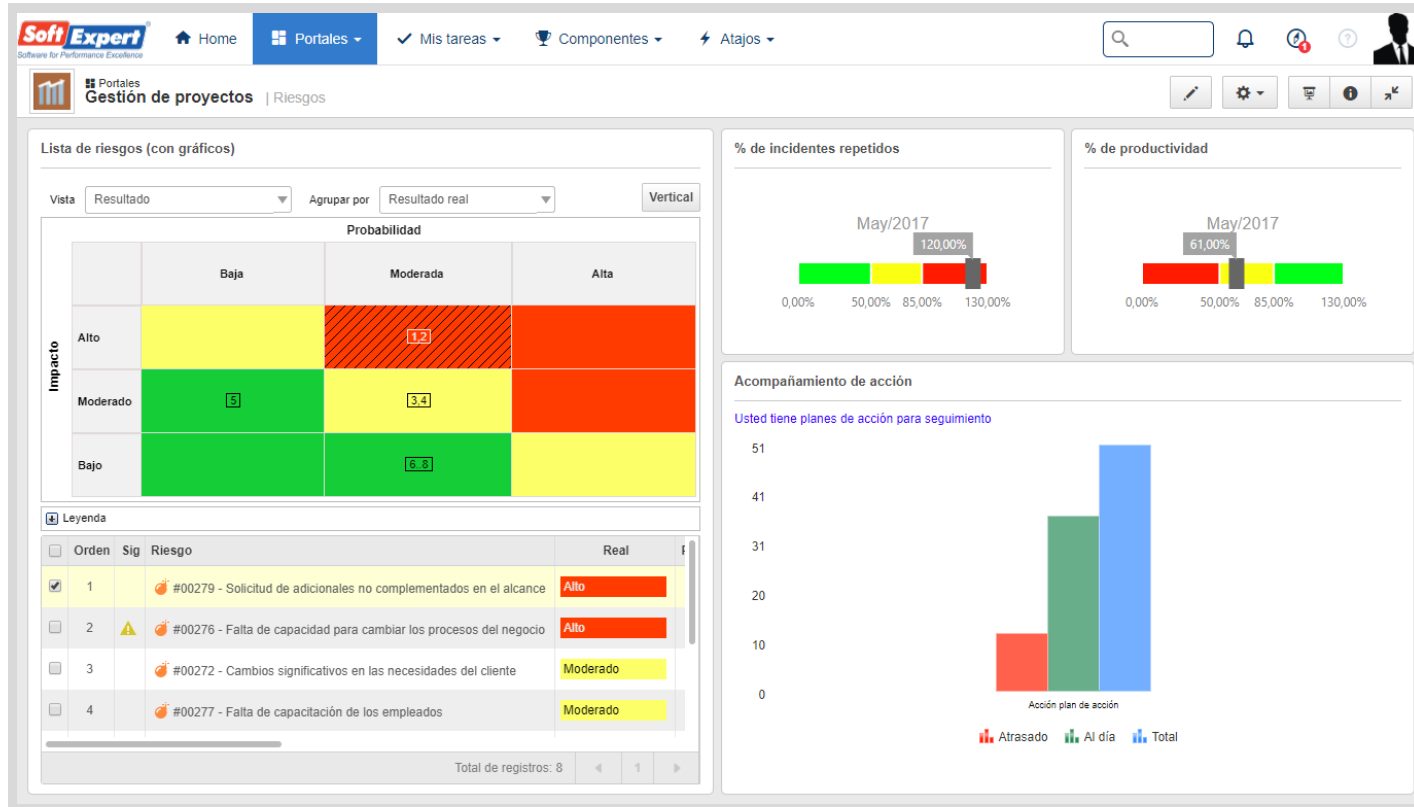 Soft Expert
Software for Performance Excellence
Home
Portales
Mis tareas
Componentes
Atajos
1
Portales
Gestión de proyectos | Riesgos
Lista de riesgos (con gráficos)
Vista Resultado Agrupar por Resultado real Vertical
Probabilidad
Baja Moderada Alta
Impacto
Alto 1,2
Moderado 5 3,4
Bajo 6..8
Leyenda
Orden Sig Riesgo Real
1 #00279 - Solicitud de adicionales no complementados en el alcance Alto
2 #00276 - Falta de capacidad para cambiar los procesos del negocio Alto
3 #00272 - Cambios significativos en las necesidades del cliente Moderado
4 #00277 - Falta de capacitación de los empleados Moderado
Total de registros: 8 1
% de incidentes repetidos
May/2017
120,00%
0,00% 50,00% 85,00% 130,00%
% de productividad
May/2017
61,00%
0,00% 50,00% 85,00% 130,00%
Acompañamiento de acción
Usted tiene planes de acción para seguimiento
51
41
31
20
10
0
Acción plan de acción
Atrasado Al día Total